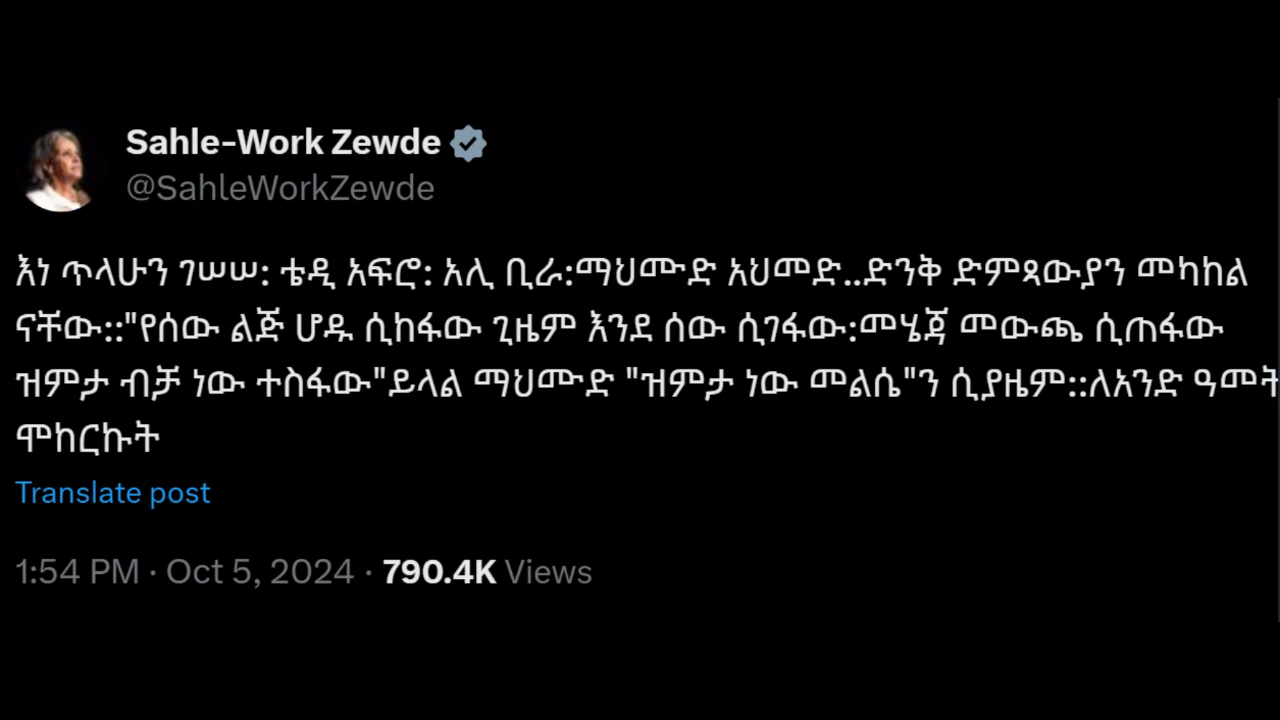 Sahle-Work Zewde
@SahleWorkZewde
እነ ጥላሁን ገሠሠ: ቴዲ አፍሮ: አሊ ቢራ:ማህሙድ አህመድ..ድንቅ ድምጻውያን መካከል
ናቸው::"የሰው ልጅ ሆዱ ሲከፋው ጊዜም እንደ ሰው ሲገፋው:መሄጃ መውጫ ሲጠፋው
ዝምታ ብቻ ነው ተስፋው"ይላል ማህሙድ "ዝምታ ነው መልሴ"ን ሲያዜም::ለአንድ ዓመት
ሞከርኩት
Translate post
1:54 PM · Oct 5, 2024 · 790.4K Views